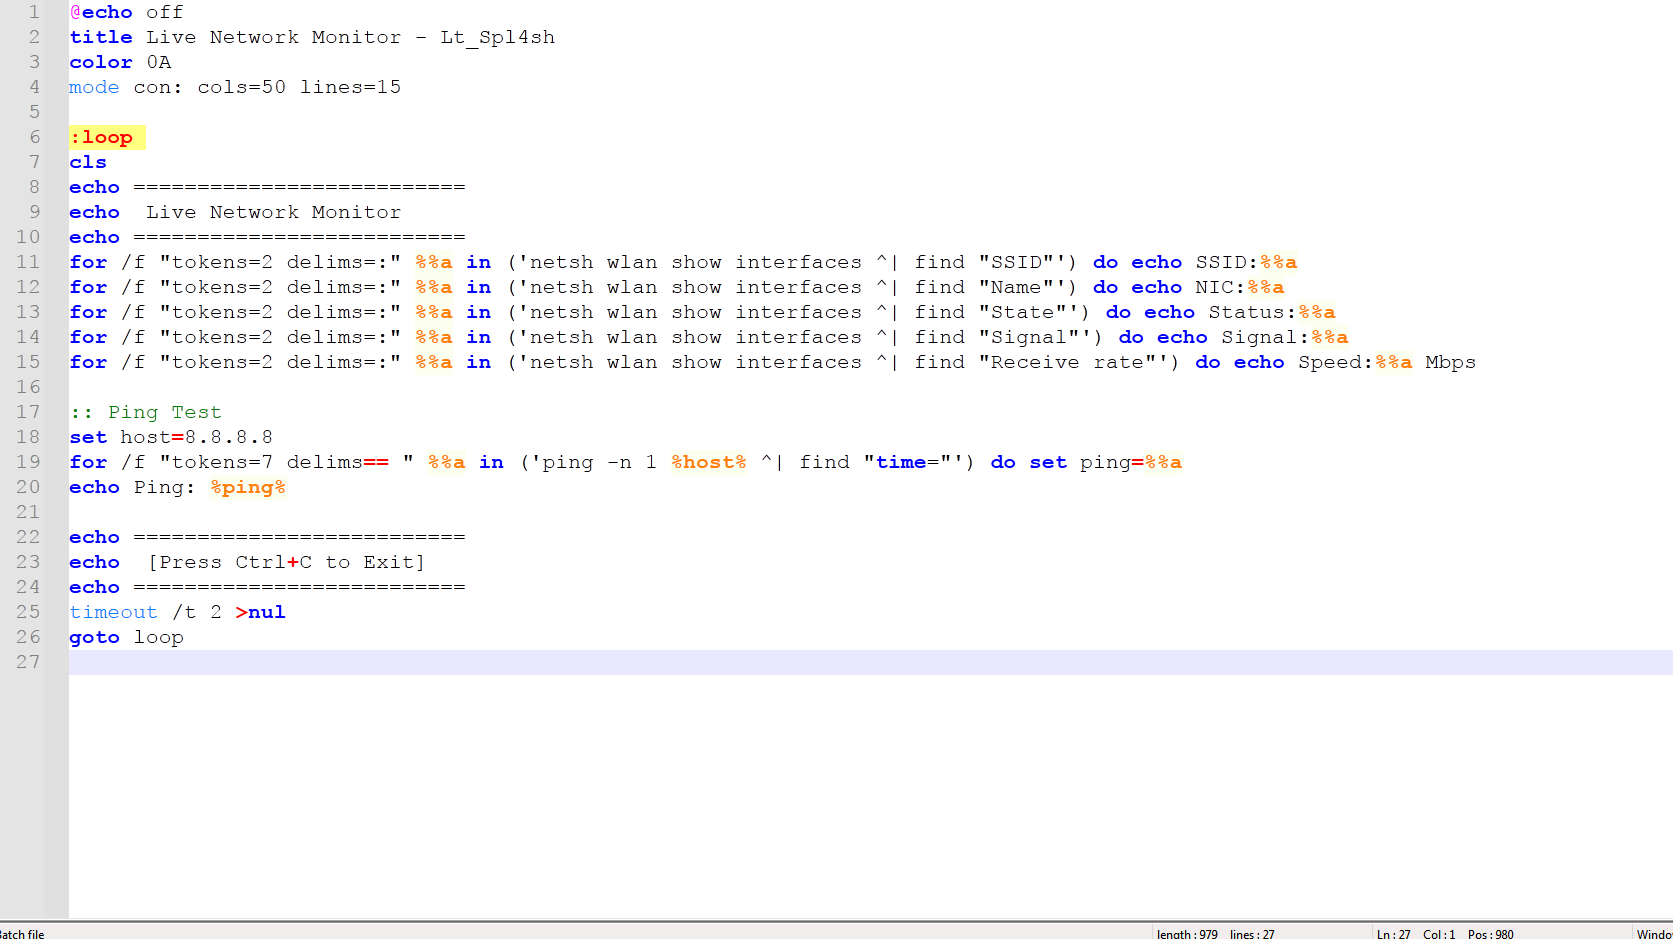 1 @echo off
2 title Live Network Monitor - Lt_Spl4sh
3 color 0A
4 mode con: cols=50 lines=15
5
6 :loop
7 cls
8 echo ==========================
9 echo  Live Network Monitor
10 echo ==========================
11 for /f "tokens=2 delims=:" %%a in ('netsh wlan show interfaces ^| find "SSID"') do echo SSID:%%a
12 for /f "tokens=2 delims=:" %%a in ('netsh wlan show interfaces ^| find "Name"') do echo NIC:%%a
13 for /f "tokens=2 delims=:" %%a in ('netsh wlan show interfaces ^| find "State"') do echo Status:%%a
14 for /f "tokens=2 delims=:" %%a in ('netsh wlan show interfaces ^| find "Signal"') do echo Signal:%%a
15 for /f "tokens=2 delims=:" %%a in ('netsh wlan show interfaces ^| find "Receive rate"') do echo Speed:%%a Mbps
16
17 :: Ping Test
18 set host=8.8.8.8
19 for /f "tokens=7 delims== " %%a in ('ping -n 1 %host% ^| find "time="') do set ping=%%a
20 echo Ping: %ping%
21
22 echo ==========================
23 echo  [Press Ctrl+C to Exit]
24 echo ==========================
25 timeout /t 2 >nul
26 goto loop
27
Batch file length : 979 lines : 27 Ln : 27 Col : 1 Pos : 980 Windo